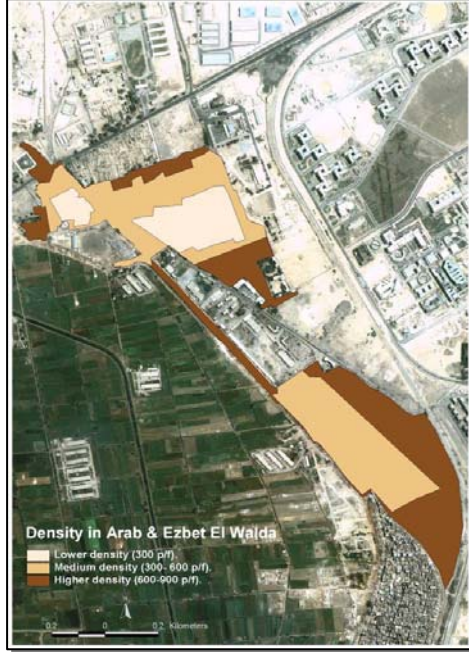 Density in Arab & Ezbet El Walda
Lower density (300 p/f).
Medium density (300- 600 p/f).
Higher density (600-900 p/f).
0.2 0 0.2 Kilometers